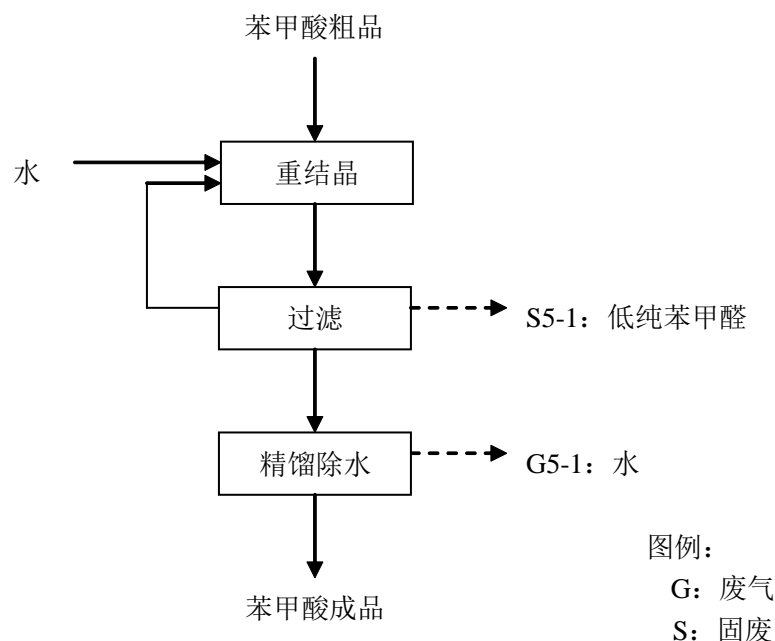 苯甲酸粗品
水
重结晶
过滤
S5-1：低纯苯甲醛
精馏除水
G5-1：水
苯甲酸成品
图例：
G：废气
S：固废